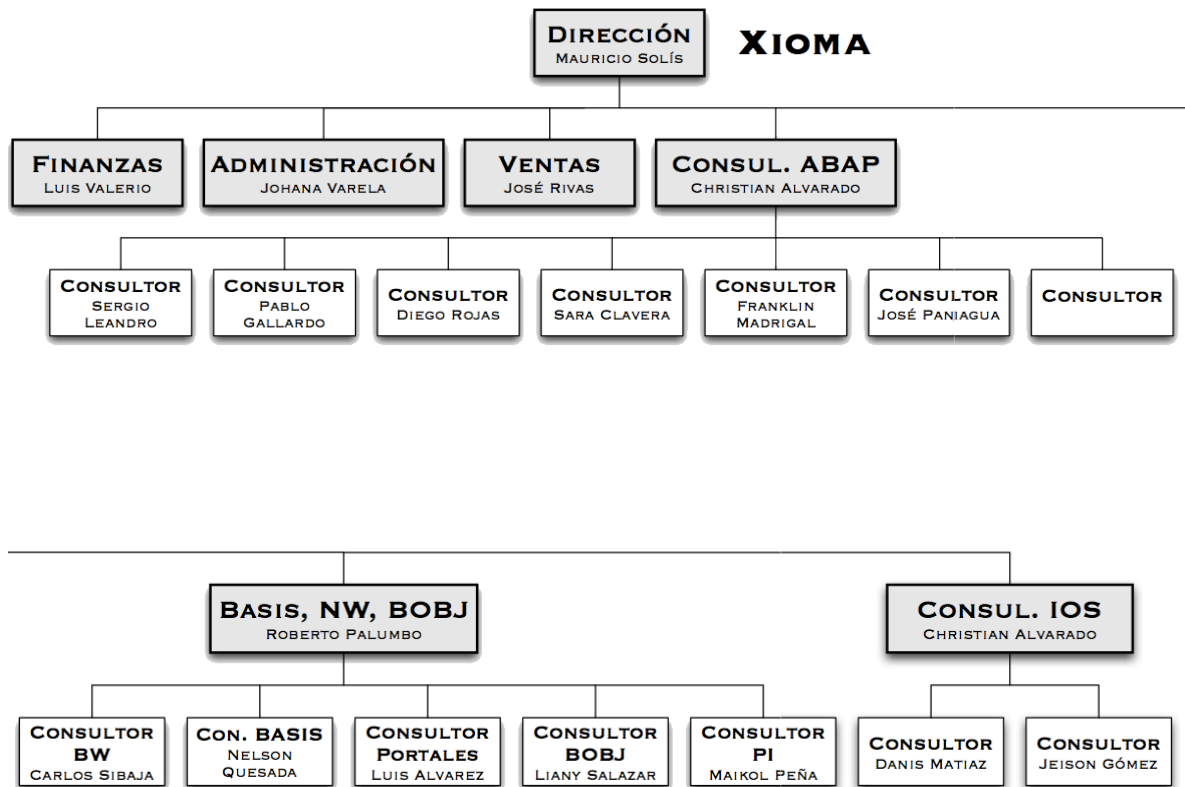 DIRECCIÓN
MAURICIO SOLÍS
XIOMA
FINANZAS
LUIS VALERIO
ADMINISTRACIÓN
JOHANA VARELA
VENTAS
JOSÉ RIVAS
CONSUL. ABAP
CHRISTIAN ALVARADO
CONSULTOR
SERGIO
LEANDRO
CONSULTOR
PABLO
GALLARDO
CONSULTOR
DIEGO ROJAS
CONSULTOR
SARA CLAVERA
CONSULTOR
FRANKLIN
MADRIGAL
CONSULTOR
JOSÉ PANIAGUA
CONSULTOR
BASIS, NW, BOBJ
ROBERTO PALUMBO
CONSUL. IOS
CHRISTIAN ALVARADO
CONSULTOR
BW
CARLOS SIBAJA
CON. BASIS
NELSON
QUESADA
CONSULTOR
PORTALES
LUIS ALVAREZ
CONSULTOR
BOBJ
LIANY SALAZAR
CONSULTOR
PI
MAIKOL PEÑA
CONSULTOR
DANIS MATIAZ
CONSULTOR
JEISON GÓMEZ